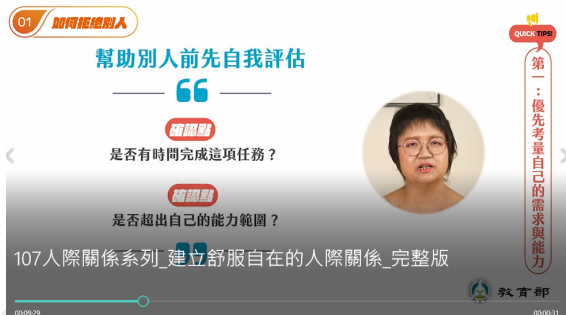 01 如何拒絕別人
QUICK TIPS!
幫助別人前先自我評估
第一：優先考量自己的需求與能力
確認點
是否有時間完成這項任務？
確認點
是否超出自己的能力範圍？
107人際關係系列_建立舒服自在的人際關係_完整版
教育部
00:09:29
00:00:31